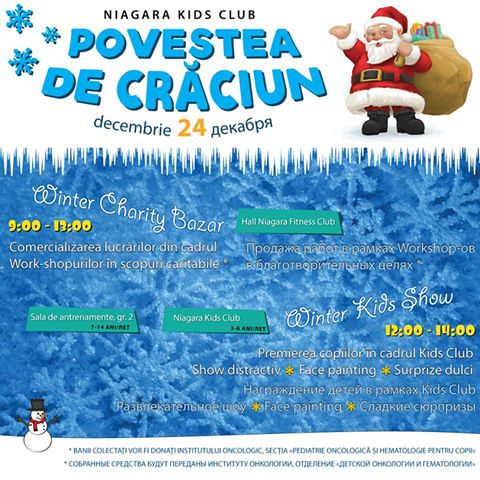 NIAGARA KIDS CLUB
POVESTEA
DE CRĂCIUN
decembrie 24 декабря
Winter Charity Bazar
9:00 - 13:00
Hall Niagara Fitness Club
Comercializarea lucrărilor din cadrul
Work-shopurilor în scopuri caritabile *
Продажа работ в рамках Workshop-ов
в благотворительных целях *
Sala de antrenamente, gr. 2
7-14 ANI/ЛЕТ
Niagara Kids Club
3-6 ANI/ЛЕТ
Winter Kids Show
12:00 - 14:00
Premierea copiilor în cadrul Kids Club
Show distractiv * Face painting * Surprize dulci
Награждение детей в рамках Kids Club
Развлекательное шоу * Face painting * Сладкие сюрпризы
* BANII COLECTAȚI VOR FI DONAȚI INSTITUTULUI ONCOLOGIC, SECȚIA «PEDIATRIE ONCOLOGICĂ ȘI HEMATOLOGIE PENTRU COPII»
* СОБРАННЫЕ СРЕДСТВА БУДУТ ПЕРЕДАНЫ ИНСТИТУТУ ОНКОЛОГИИ, ОТДЕЛЕНИЕ «ДЕТСКОЙ ОНКОЛОГИИ И ГЕМАТОЛОГИИ»